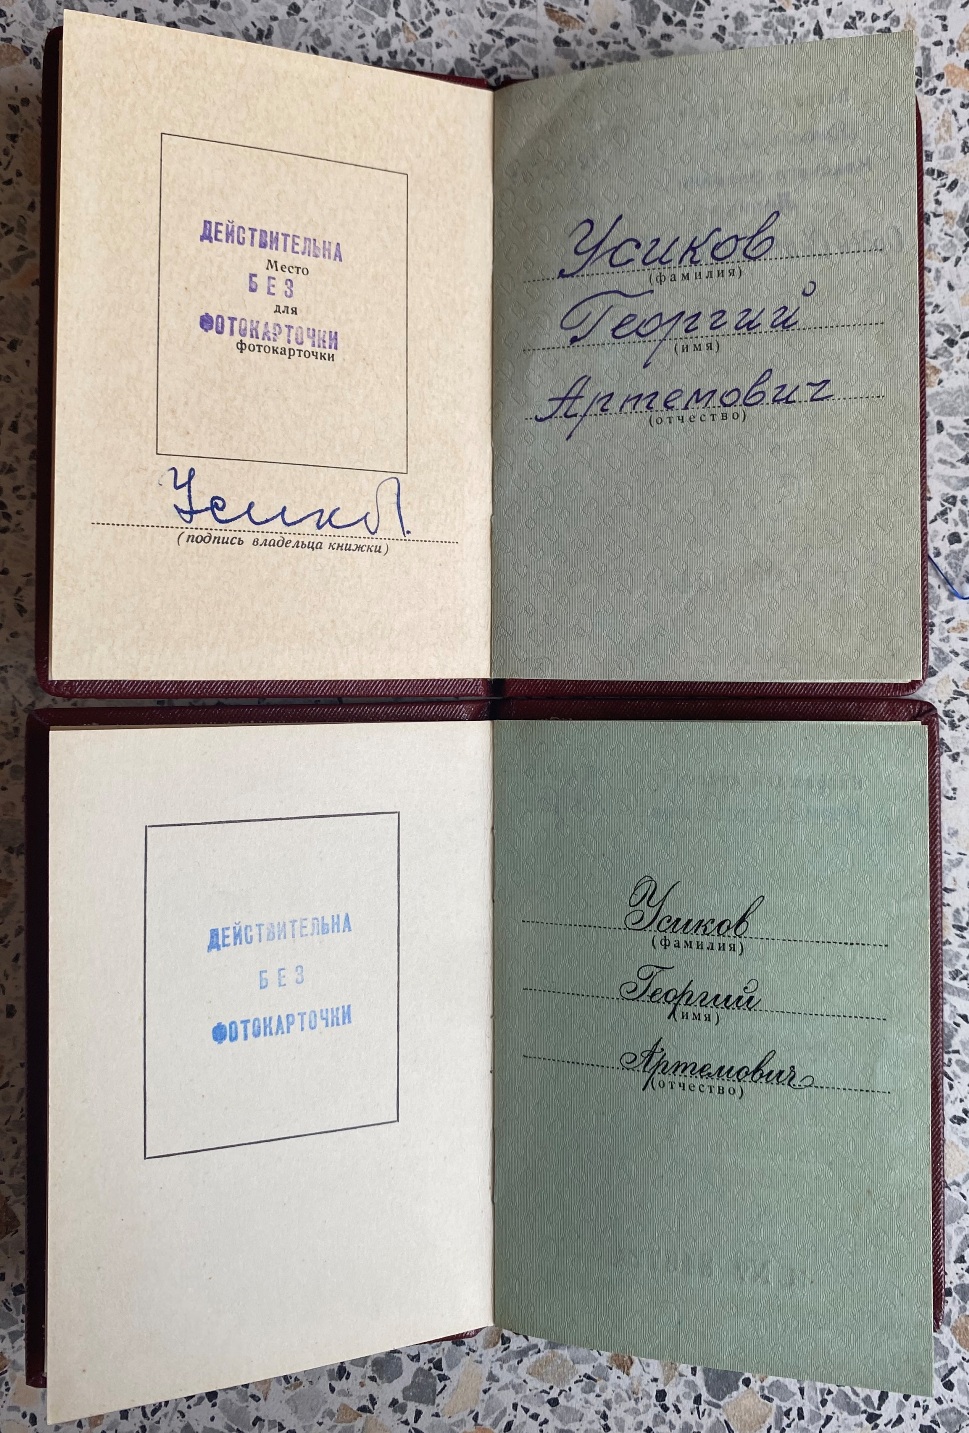 ДЕЙСТВИТЕЛЬНА
Место
БЕЗ
для
ФОТОКАРТОЧКИ
фотокарточки
(подпись владельца книжки)
Усиков
(фамилия)
Георгий
(имя)
Артемович
(отчество)
ДЕЙСТВИТЕЛЬНА
БЕЗ
ФОТОКАРТОЧКИ
Усиков
(фамилия)
Георгий
(имя)
Артемович
(отчество)